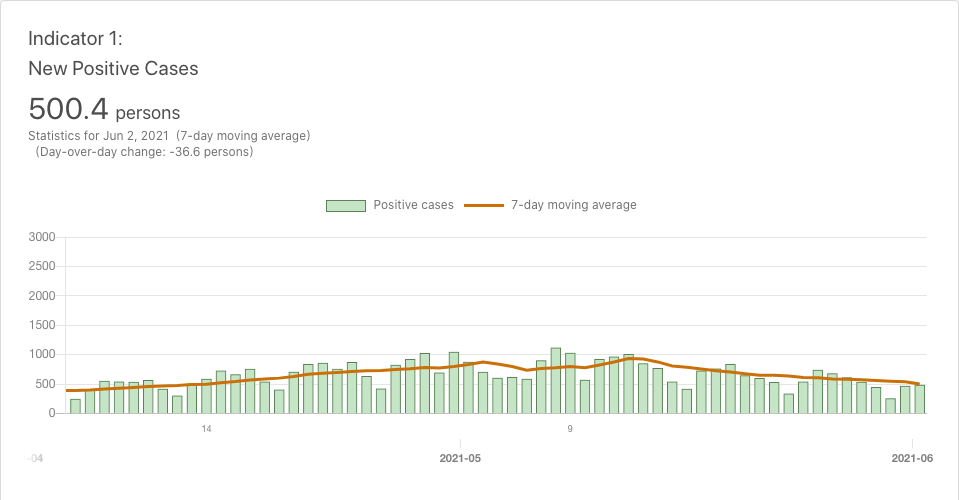 Indicator 1:
New Positive Cases
500.4 persons
Statistics for Jun 2, 2021 (7-day moving average)
(Day-over-day change: -36.6 persons)
Positive cases 7-day moving average
3000
2500
2000
1500
1000
500
0
14 9
-04 2021-05 2021-06